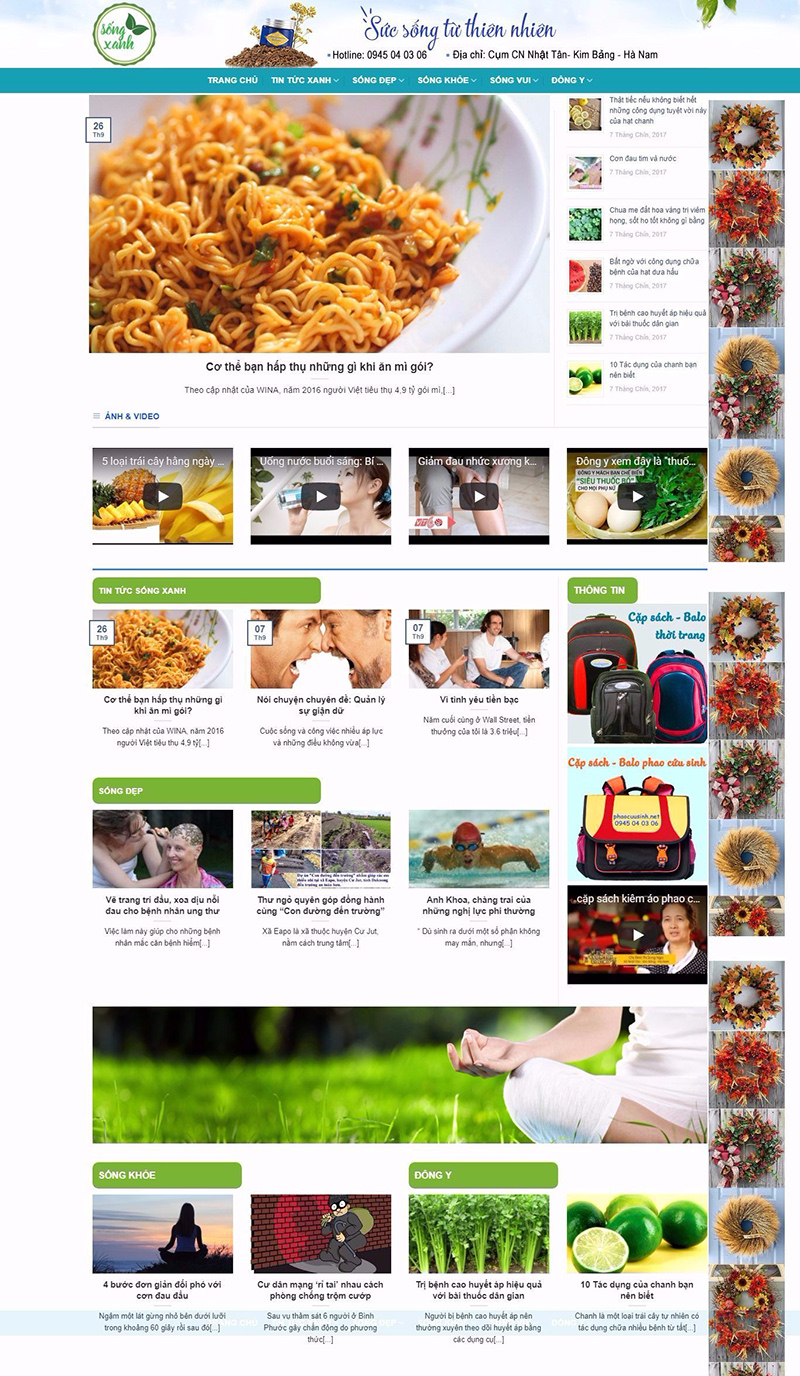 sống
xanh
Sức sống từ thiên nhiên
Hotline: 0945 04 03 06
Địa chỉ: Cụm CN Nhật Tân- Kim Bảng - Hà Nam
TRANG CHỦ TIN TỨC XANH SỐNG ĐẸP SỐNG KHỎE SỐNG VUI ĐÔNG Y
26
Th9
Cơ thể bạn hấp thụ những gì khi ăn mì gói?
Theo cập nhật của WINA, năm 2016 người Việt tiêu thụ 4,9 tỷ gói mì,[...]
Thật tiếc nếu không biết hết
những công dụng tuyệt vời này
của hạt chanh
7 Tháng Chín, 2017
Cơn đau tim và nước
7 Tháng Chín, 2017
Chua me đất hoa vàng trị viêm
họng, sốt ho tốt không gì bằng
7 Tháng Chín, 2017
Bất ngờ với công dụng chữa
bệnh của hạt dưa hấu
7 Tháng Chín, 2017
Trị bệnh cao huyết áp hiệu quả
với bài thuốc dân gian
7 Tháng Chín, 2017
10 Tác dụng của chanh bạn
nên biết
7 Tháng Chín, 2017
ẢNH & VIDEO
5 loại trái cây hằng ngày ...
Uống nước buổi sáng: Bí ...
Giảm đau nhức xương k...
Đông y xem đây là "thuố...
ĐÔNG Y MÁCH BẠN CHẾ BIẾN
"SIÊU THUỐC BỔ"
CHO MỌI PHỤ NỮ
TIN TỨC SỐNG XANH
26
Th9
Cơ thể bạn hấp thụ những gì
khi ăn mì gói?
Theo cập nhật của WINA, năm 2016
người Việt tiêu thụ 4,9 tỷ[...]
07
Th9
Nói chuyện chuyên đề: Quản lý
sự giận dữ
Cuộc sống và công việc nhiều áp lực
và những điều không vừa[...]
07
Th9
Vì tình yêu tiền bạc
Năm cuối cùng ở Wall Street, tiền
thưởng của tôi là 3.6 triệu[...]
THÔNG TIN
Cặp sách - Balo
thời trang
Cặp sách - Balo phao cứu sinh
phaocuusinh.net
0945 04 03 06
cặp sách kiêm áo phao c...
SỐNG ĐẸP
Vẽ trang trí đầu, xoa dịu nỗi
đau cho bệnh nhân ung thư
Việc làm này giúp cho những bệnh
nhân mắc căn bệnh hiểm[...]
Thư ngỏ quyên góp đồng hành
cùng “Con đường đến trường”
Xã Eapo là xã thuộc huyện Cư Jut,
nằm cách trung tâm[...]
Anh Khoa, chàng trai của
những nghị lực phi thường
“ Dù sinh ra dưới một số phận không
may mắn, nhưng[...]
SỐNG KHỎE
4 bước đơn giản đối phó với
cơn đau đầu
Ngậm một lát gừng nhỏ bên dưới lưỡi
trong khoảng 60 giây rồi sau đó[...]
Cư dân mạng ‘rỉ tai’ nhau cách
phòng chống trộm cướp
Sau vụ thảm sát 6 người ở Bình
Phước gây chấn động dư phương
thức[...]
ĐÔNG Y
Trị bệnh cao huyết áp hiệu quả
với bài thuốc dân gian
Người bị bệnh cao huyết áp nên
thường xuyên theo dõi huyết áp bằng
các dụng cụ[...]
10 Tác dụng của chanh bạn
nên biết
Chanh là một loại trái cây tự nhiên có
tác dụng chữa nhiều bệnh từ tất[...]